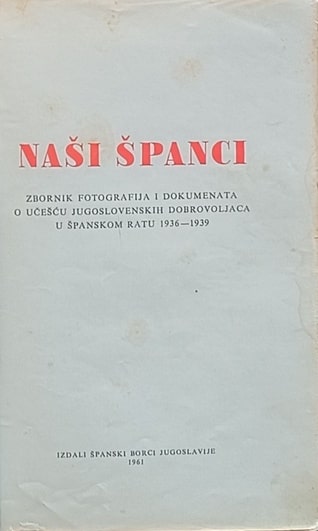 NAŠI ŠPANCI
ZBORNIK FOTOGRAFIJA I DOKUMENATA
O UČEŠĆU JUGOSLOVENSKIH DOBROVOLJACA
U ŠPANSKOM RATU 1936—1939
IZDALI ŠPANSKI BORCI JUGOSLAVIJE
1961